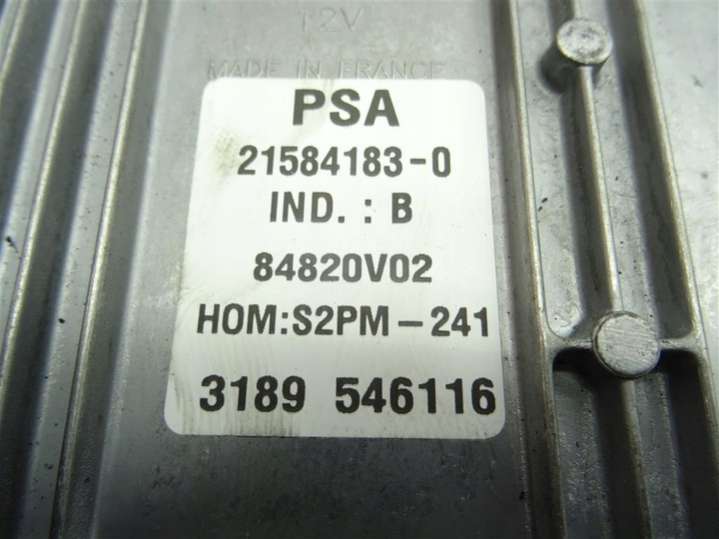 12V
MADE IN FRANCE
PSA
21584183-0
IND. : B
84820V02
HOM:S2PM-241
3189 546116